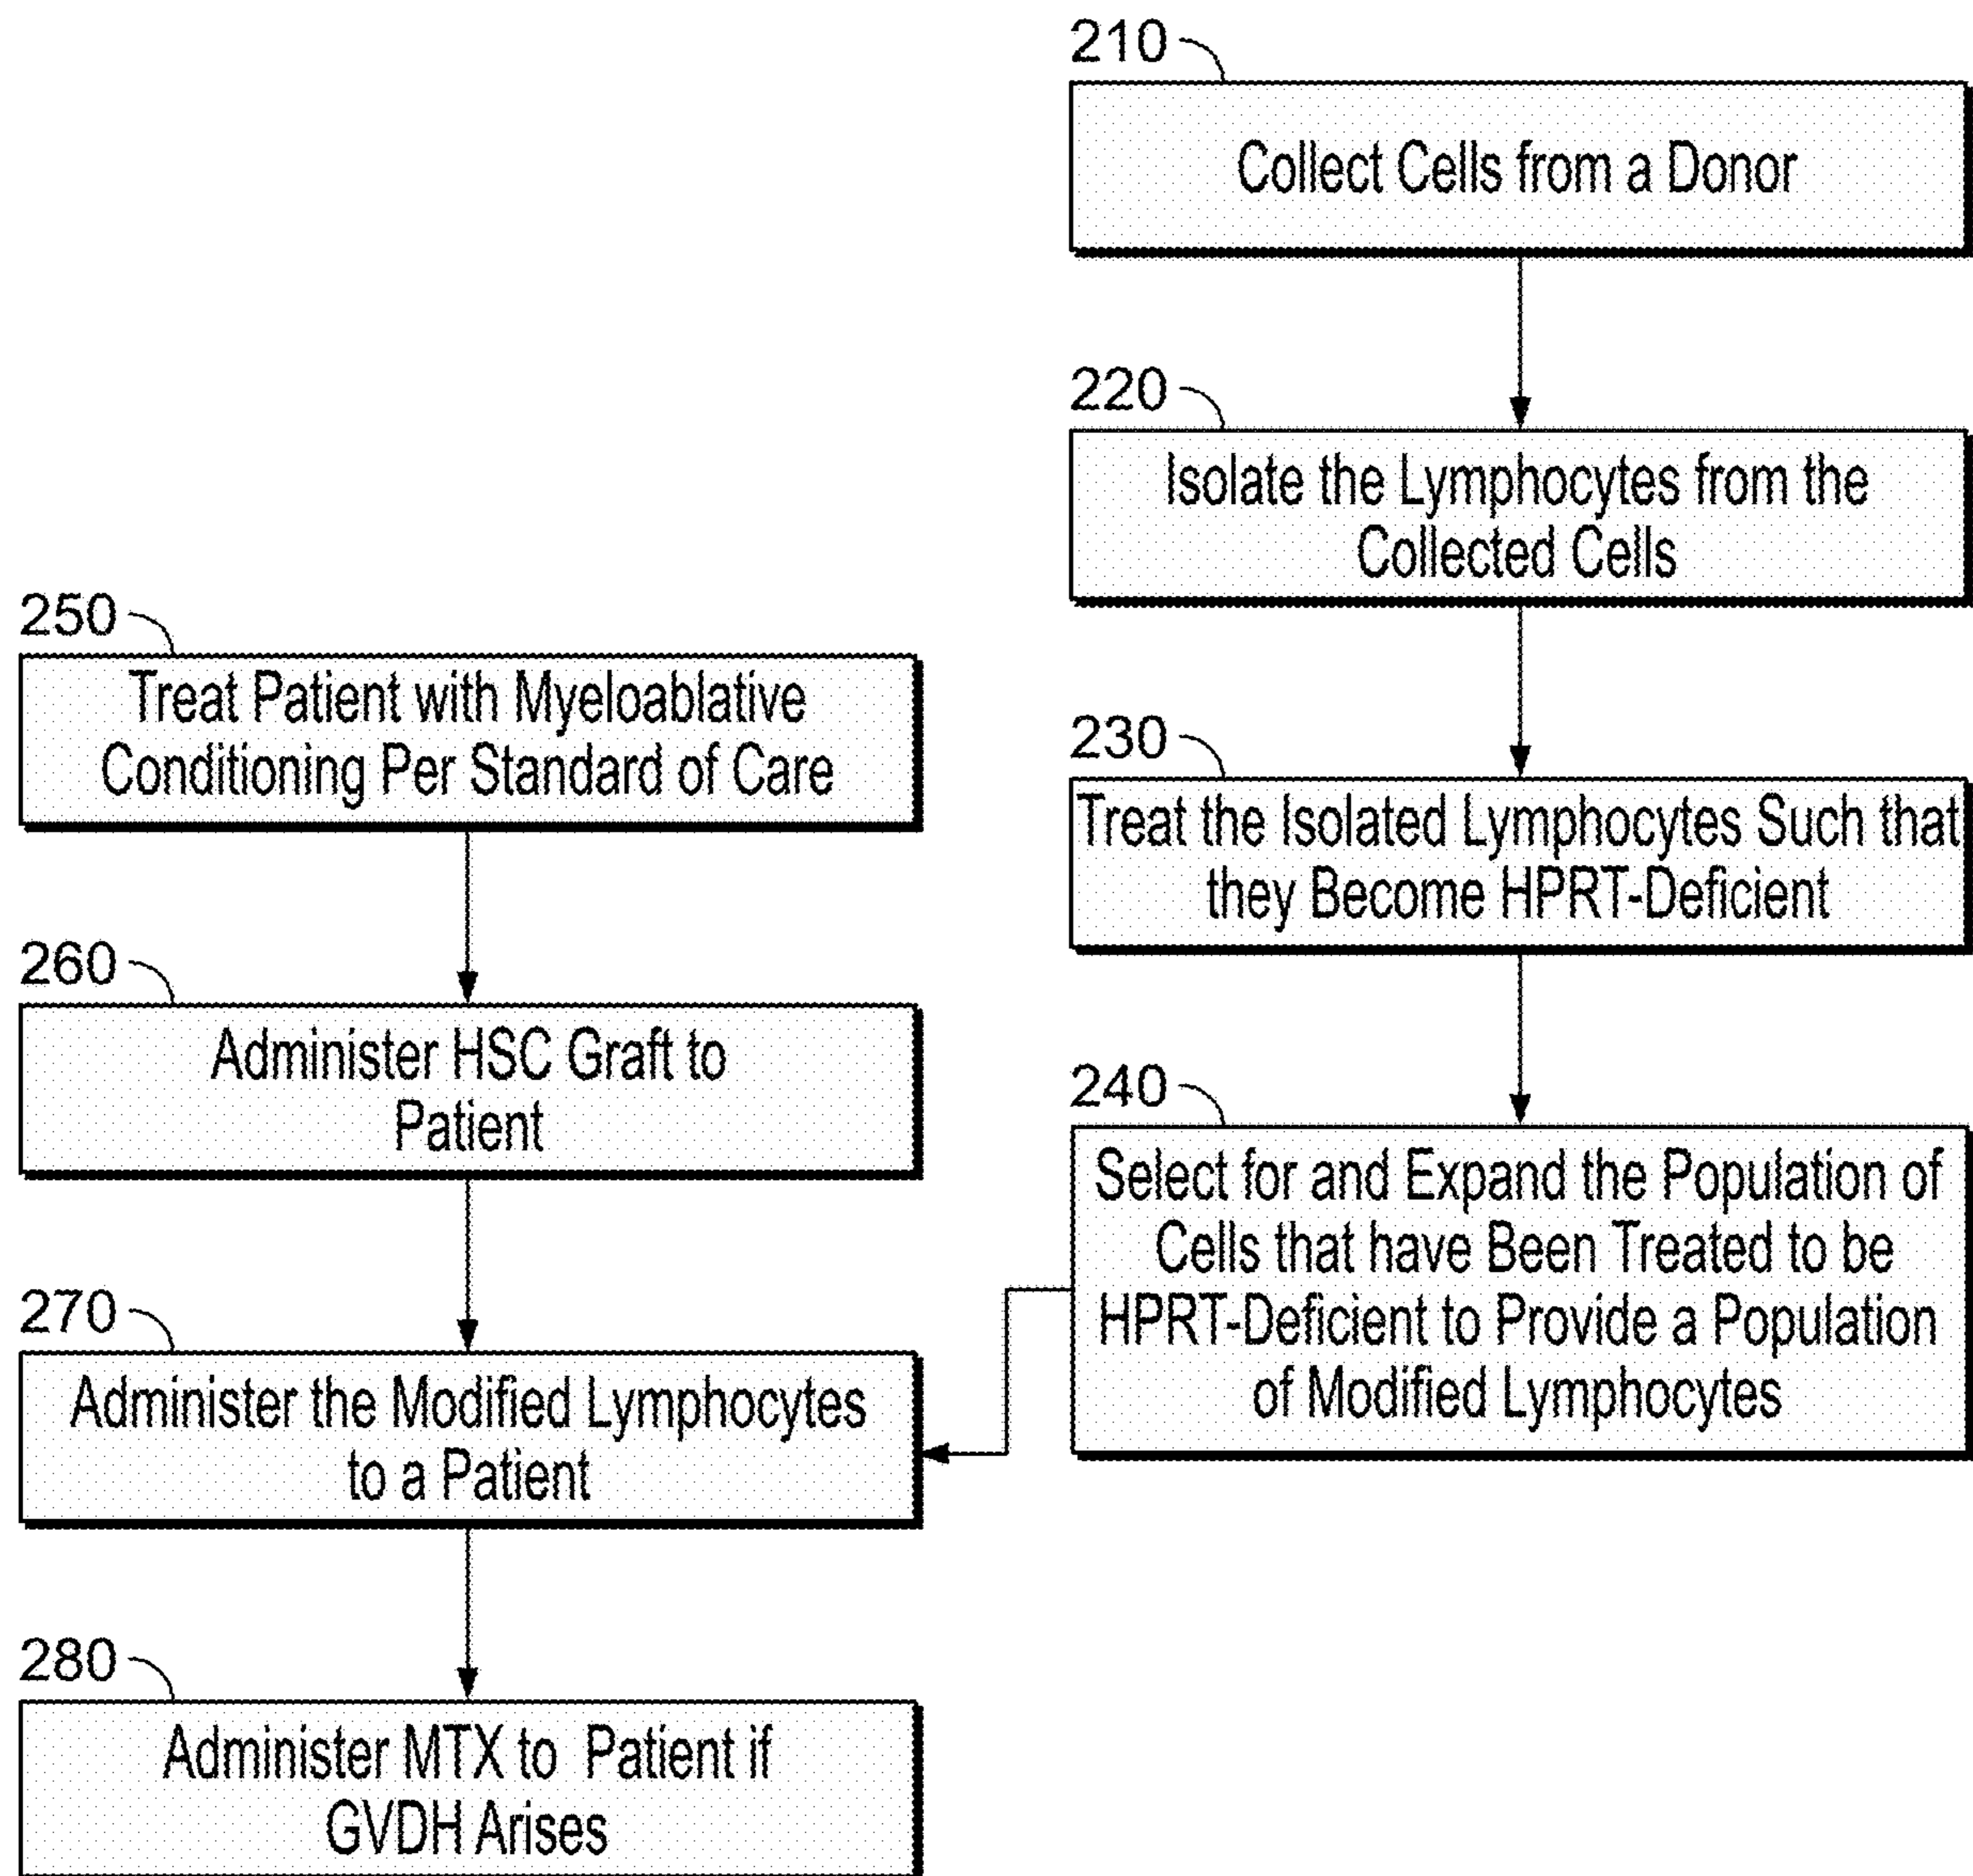 210
Collect Cells from a Donor
220
Isolate the Lymphocytes from the
Collected Cells
230
Treat the Isolated Lymphocytes Such that
they Become HPRT-Deficient
240
Select for and Expand the Population of
Cells that have Been Treated to be
HPRT-Deficient to Provide a Population
of Modified Lymphocytes
250
Treat Patient with Myeloablative
Conditioning Per Standard of Care
260
Administer HSC Graft to
Patient
270
Administer the Modified Lymphocytes
to a Patient
280
Administer MTX to Patient if
GVDH Arises